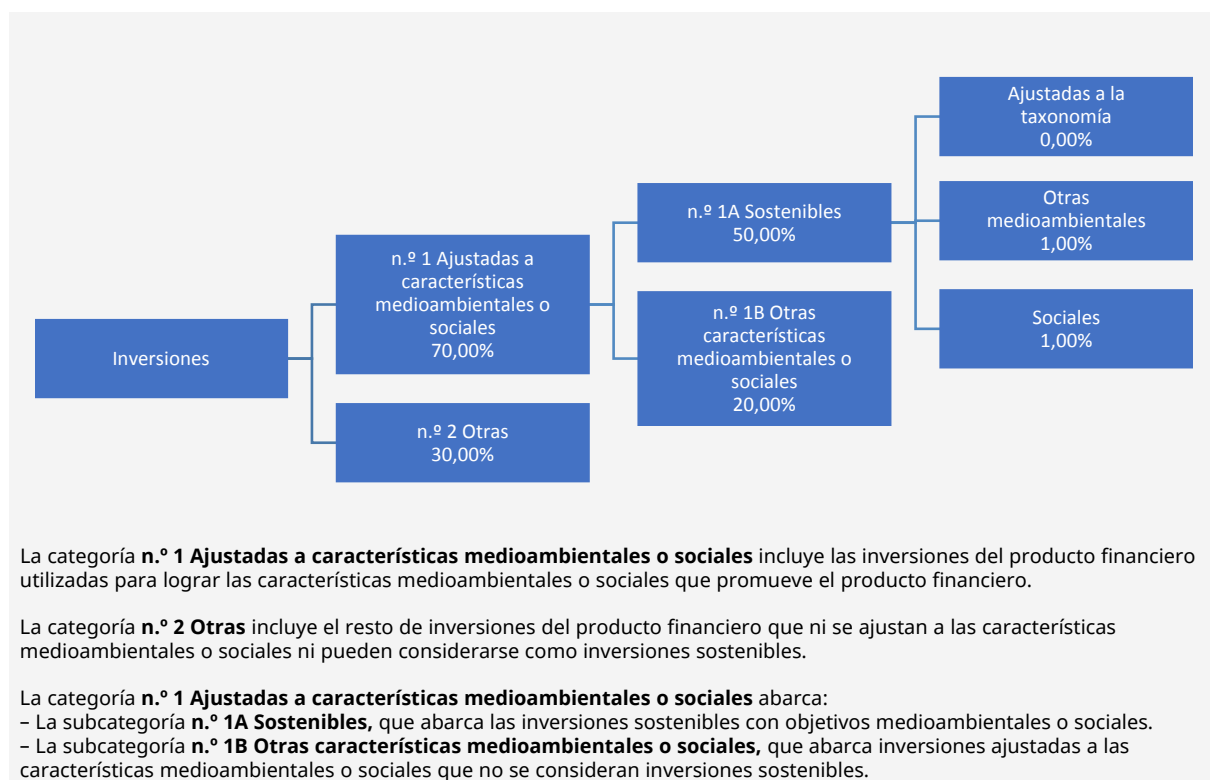 Inversiones
n.º 1 Ajustadas a
características
medioambientales o
sociales
70,00%
n.º 2 Otras
30,00%
n.º 1A Sostenibles
50,00%
n.º 1B Otras
características
medioambientales o
sociales
20,00%
Ajustadas a la
taxonomía
0,00%
Otras
medioambientales
1,00%
Sociales
1,00%
La categoría n.º 1 Ajustadas a características medioambientales o sociales incluye las inversiones del producto financiero
utilizadas para lograr las características medioambientales o sociales que promueve el producto financiero.
La categoría n.º 2 Otras incluye el resto de inversiones del producto financiero que ni se ajustan a las características
medioambientales o sociales ni pueden considerarse como inversiones sostenibles.
La categoría n.º 1 Ajustadas a características medioambientales o sociales abarca:
– La subcategoría n.º 1A Sostenibles, que abarca las inversiones sostenibles con objetivos medioambientales o sociales.
– La subcategoría n.º 1B Otras características medioambientales o sociales, que abarca inversiones ajustadas a las
características medioambientales o sociales que no se consideran inversiones sostenibles.